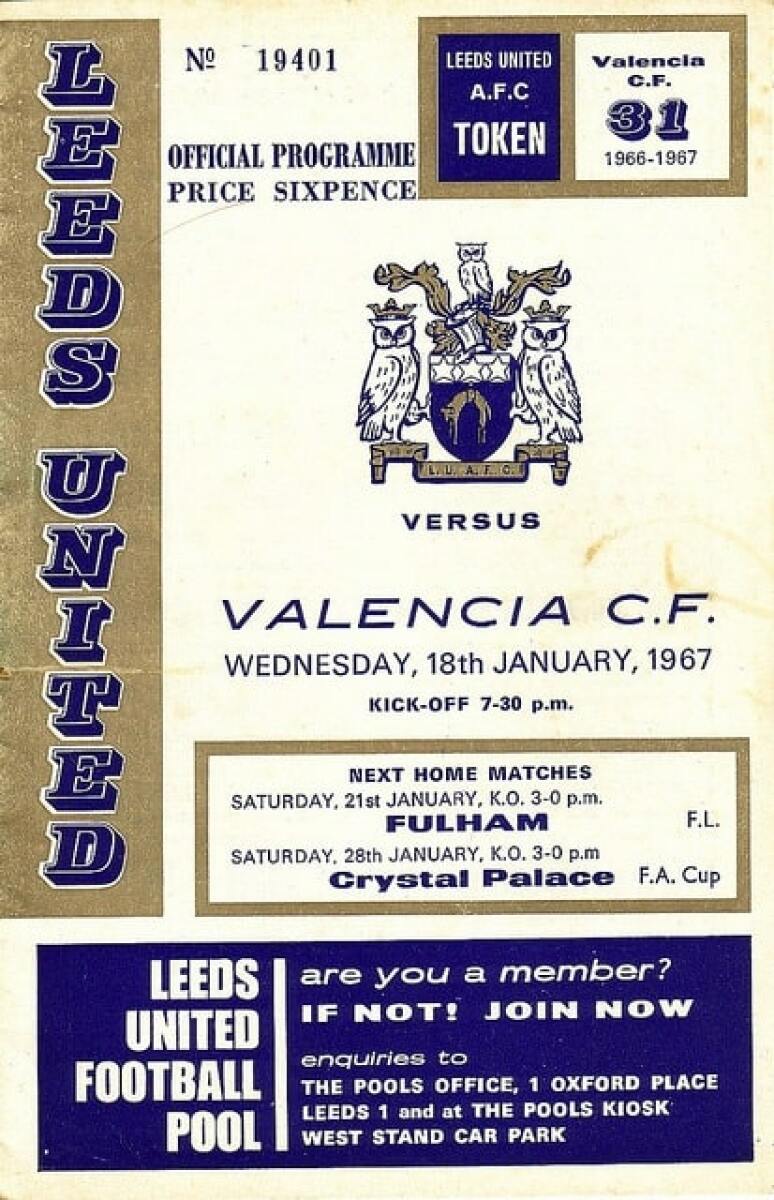 LEEDS UNITED
Nº 19401
OFFICIAL PROGRAMME
PRICE SIXPENCE
LEEDS UNITED
A.F.C
TOKEN
Valencia
C.F.
31
1966-1967
L.U.A.F.C.
VERSUS
VALENCIA C.F.
WEDNESDAY, 18th JANUARY, 1967
KICK-OFF 7-30 p.m.
NEXT HOME MATCHES
SATURDAY, 21st JANUARY, K.O. 3-0 p.m.
FULHAM F.L.
SATURDAY, 28th JANUARY, K.O. 3-0 p.m
Crystal Palace F.A. Cup
LEEDS
UNITED
FOOTBALL
POOL
are you a member?
IF NOT! JOIN NOW
enquiries to
THE POOLS OFFICE, 1 OXFORD PLACE
LEEDS 1 and at THE POOLS KIOSK
WEST STAND CAR PARK